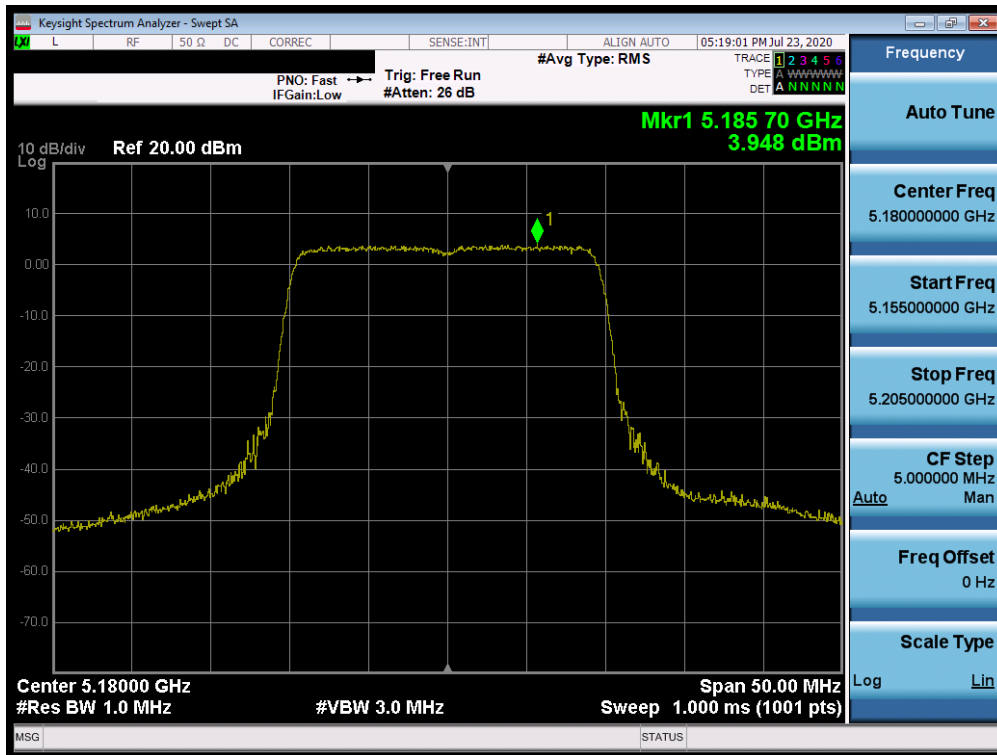 Keysight Spectrum Analyzer - Swept SA
LXI L RF 50 Ω DC CORREC SENSE:INT ALIGN AUTO 05:19:01 PM Jul 23, 2020
PNO: Fast
IFGain:Low
Trig: Free Run
#Atten: 26 dB
#Avg Type: RMS
TRACE 1 2 3 4 5 6
TYPE A WWWWW
DET A N N N N N
Mkr1 5.185 70 GHz
3.948 dBm
10 dB/div
Log
Ref 20.00 dBm
1
10.0
0.00
-10.0
-20.0
-30.0
-40.0
-50.0
-60.0
-70.0
Center 5.18000 GHz
Span 50.00 MHz
#Res BW 1.0 MHz
#VBW 3.0 MHz
Sweep 1.000 ms (1001 pts)
MSG
STATUS
Frequency
Auto Tune
Center Freq
5.180000000 GHz
Start Freq
5.155000000 GHz
Stop Freq
5.205000000 GHz
CF Step
5.000000 MHz
Auto Man
Freq Offset
0 Hz
Scale Type
Log Lin